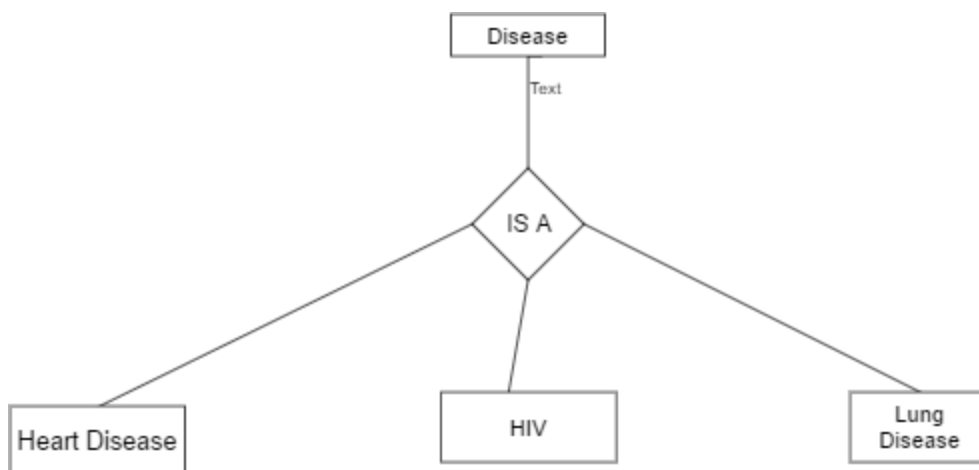 Disease
Text
IS A
Heart Disease
HIV
Lung
Disease